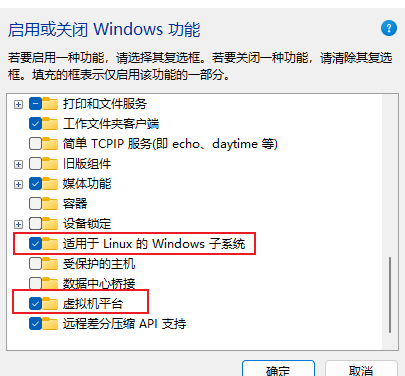 启用或关闭 Windows 功能
若要启用一种功能，请选择其复选框。若要关闭一种功能，请清除其复选
框。填充的框表示仅启用该功能的一部分。
打印和文件服务
工作文件夹客户端
简单 TCPIP 服务(即 echo、daytime 等)
旧版组件
媒体功能
容器
设备锁定
适用于 Linux 的 Windows 子系统
受保护的主机
数据中心桥接
虚拟机平台
远程差分压缩 API 支持
确定
取消